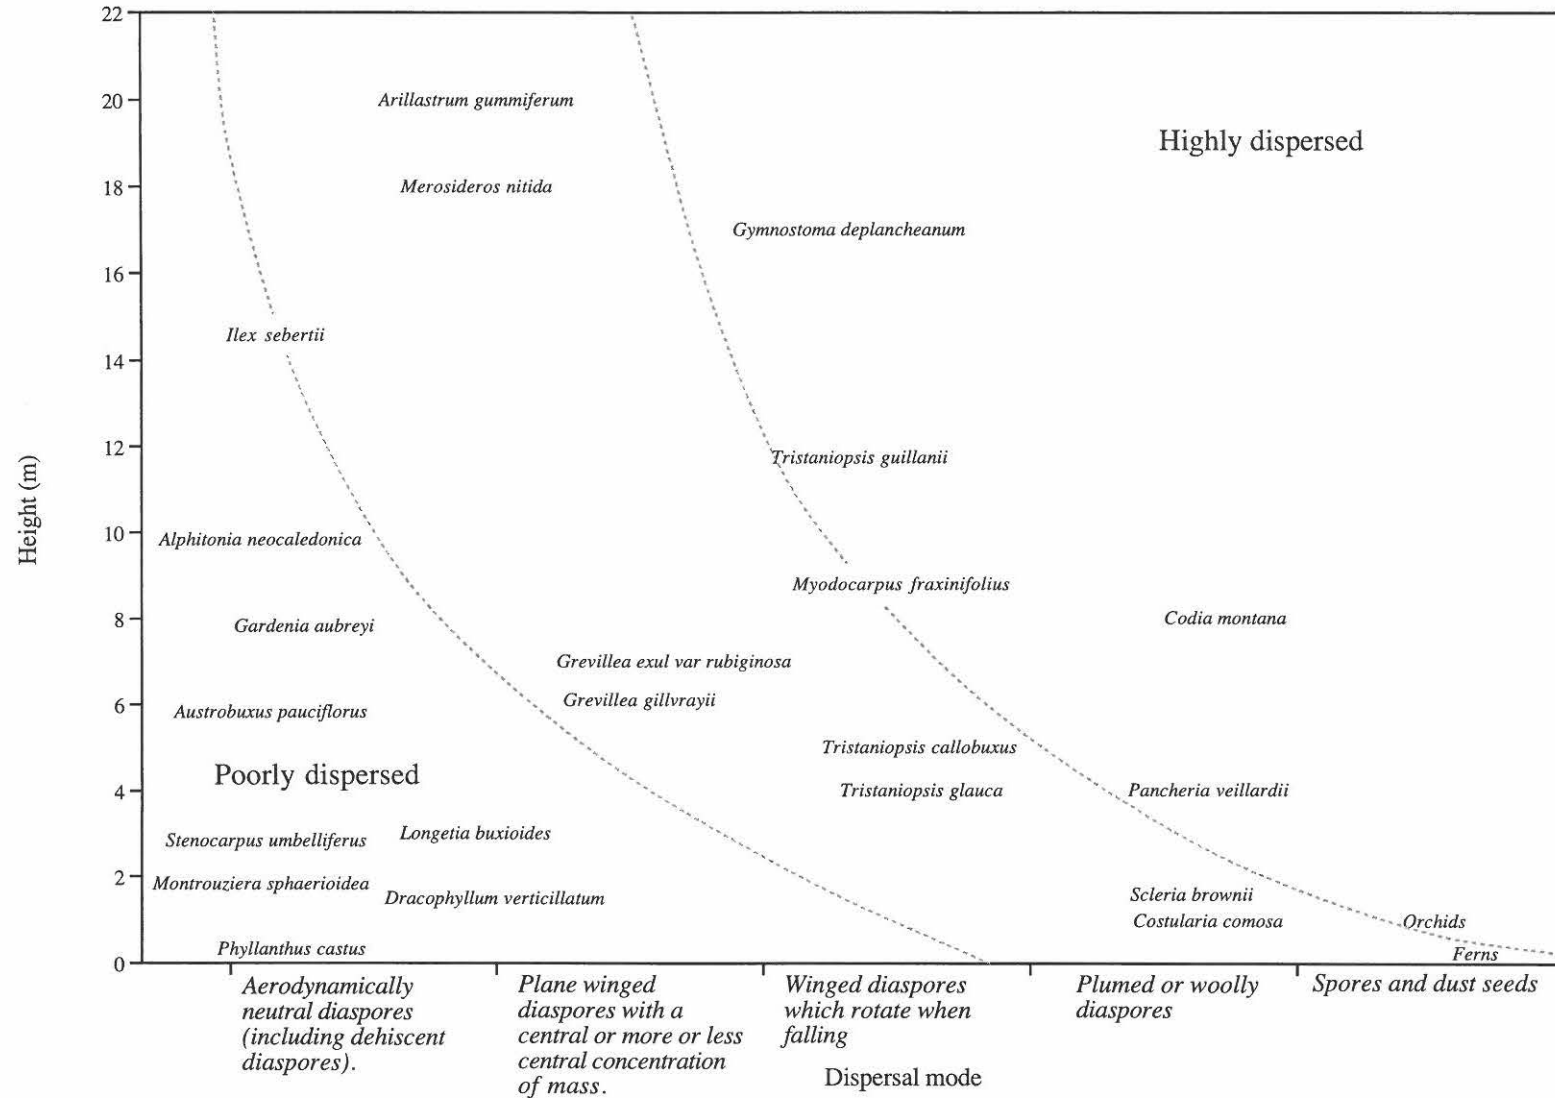 22
20
Arillastrum gummiferum
Highly dispersed
18
Merosideros nitida
Gymnostoma deplancheanum
16
Ilex sebertii
14
12
Tristaniopsis guillanii
Height (m)
10
Alphitonia neocaledonica
Myodocarpus fraxinifolius
8
Gardenia aubreyi
Codia montana
Grevillea exul var rubiginosa
6
Grevillea gillvrayii
Austrobuxus pauciflorus
Tristaniopsis callobuxus
Poorly dispersed
4
Tristaniopsis glauca
Pancheria veillardii
Stenocarpus umbelliferus
Longetia buxioides
2
Montrouziera sphaerioidea
Dracophyllum verticillatum
Scleria brownii
Costularia comosa
Orchids
Phyllanthus castus
Ferns
0
Aerodynamically
neutral diaspores
(including dehiscent
diaspores).
Plane winged
diaspores with a
central or more or less
central concentration
of mass.
Winged diaspores
which rotate when
falling
Plumed or woolly
diaspores
Spores and dust seeds
Dispersal mode